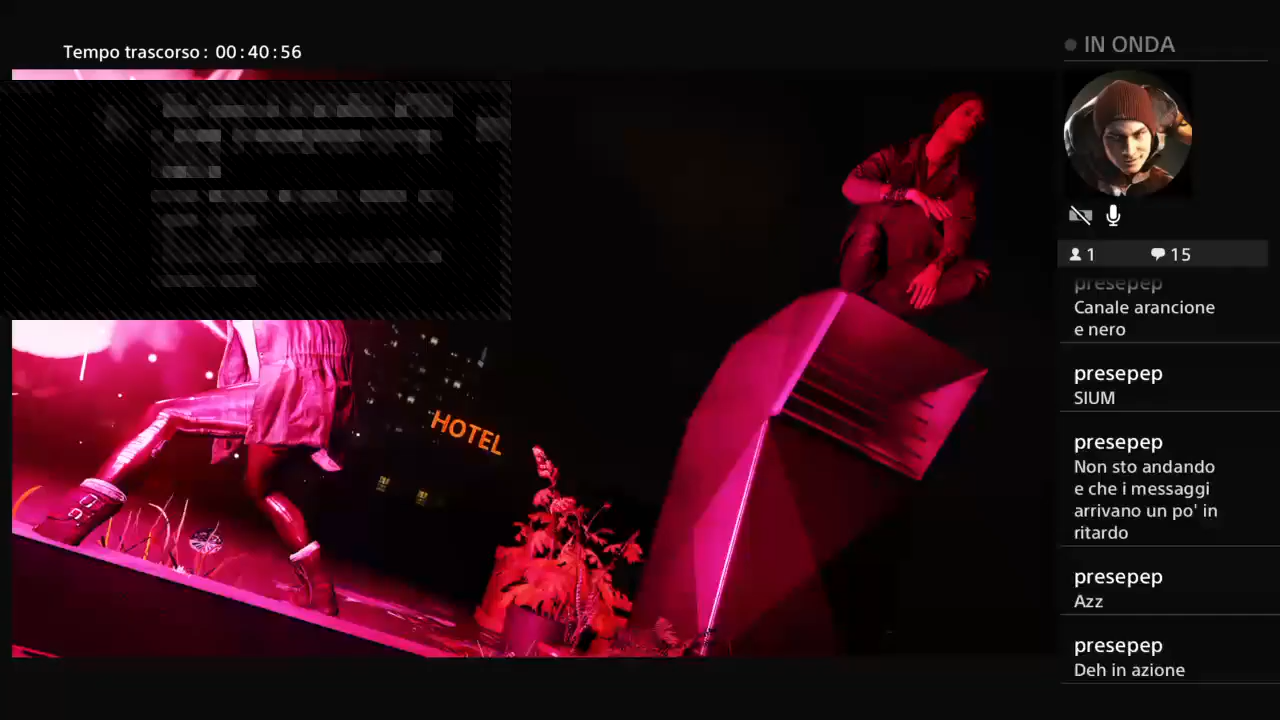 Tempo trascorso: 00:40:56
IN ONDA
1
15
presepep
Canale arancione
e nero
presepep
SIUM
presepep
Non sto andando
e che i messaggi
arrivano un po' in
ritardo
presepep
Azz
presepep
Deh in azione
HOTEL